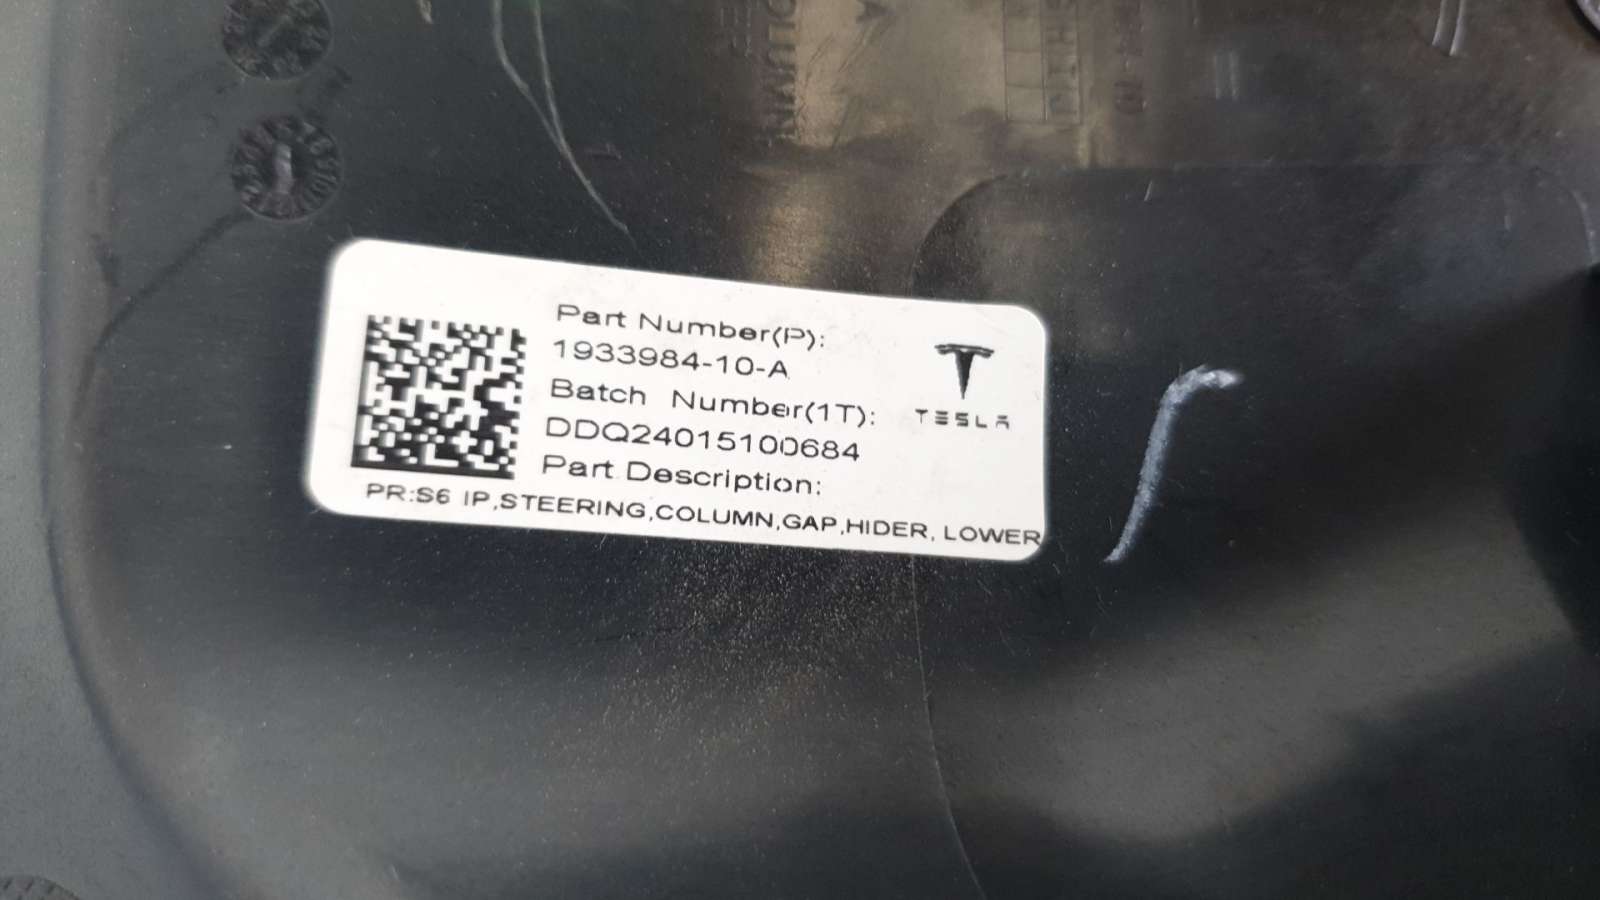 COLUMN
Part Number(P):
1933984-10-A
Batch Number(1T):
DDQ24015100684
Part Description:
PR:S6 IP,STEERING,COLUMN,GAP,HIDER, LOWER
TESLA